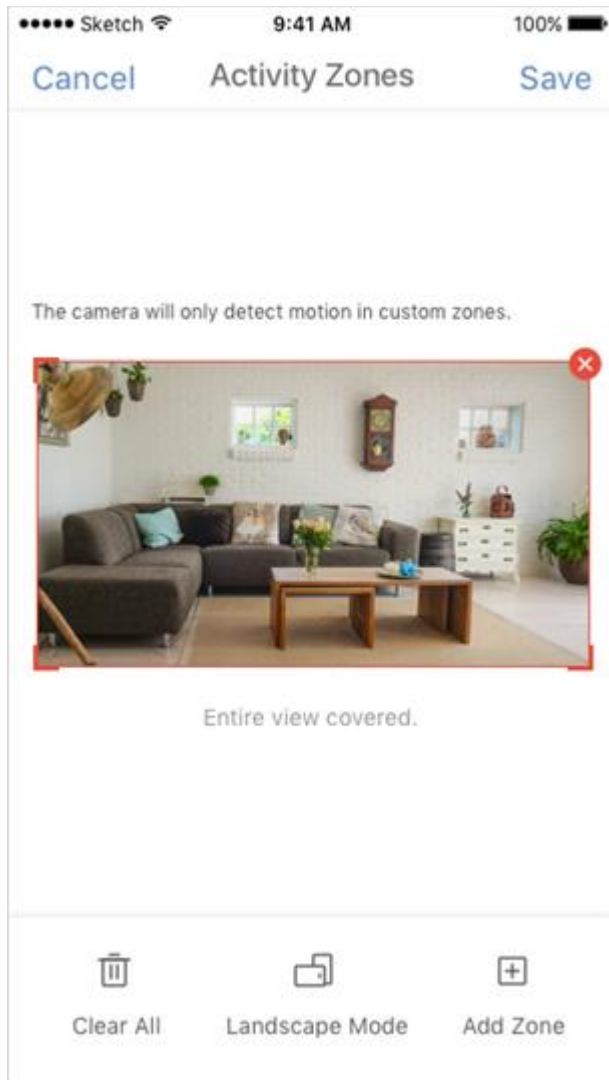 Sketch 9:41 AM 100%
Cancel Activity Zones Save
The camera will only detect motion in custom zones.
Entire view covered.
Clear All Landscape Mode Add Zone